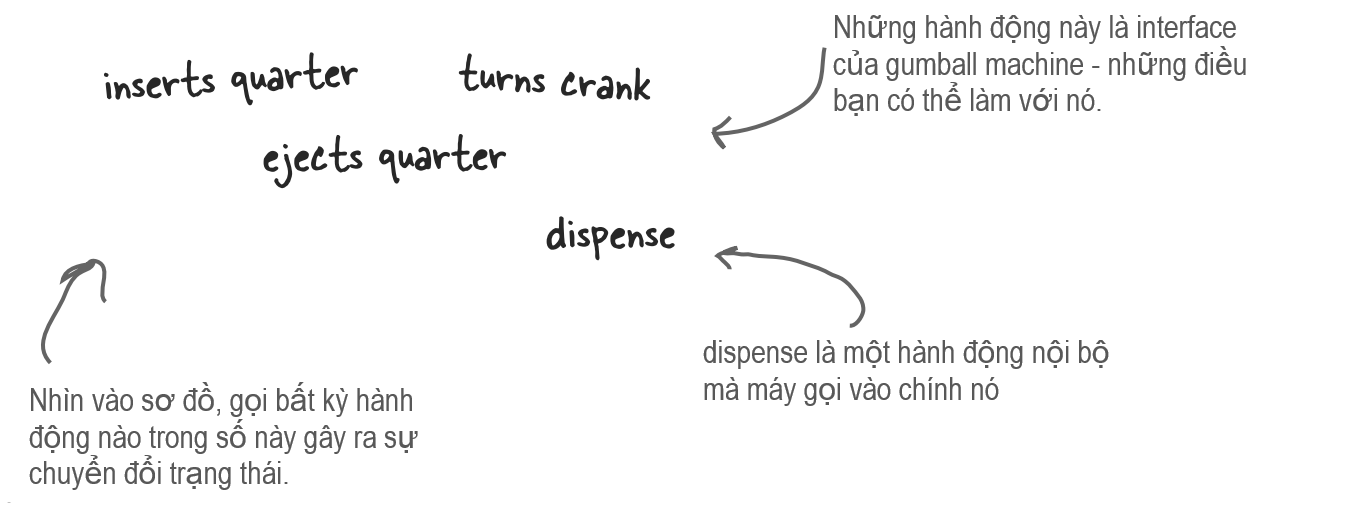 Những hành động này là interface
của gumball machine - những điều
bạn có thể làm với nó.
inserts quarter
turns crank
ejects quarter
dispense
dispense là một hành động nội bộ
mà máy gọi vào chính nó
Nhìn vào sơ đồ, gọi bất kỳ hành
động nào trong số này gây ra sự
chuyển đổi trạng thái.